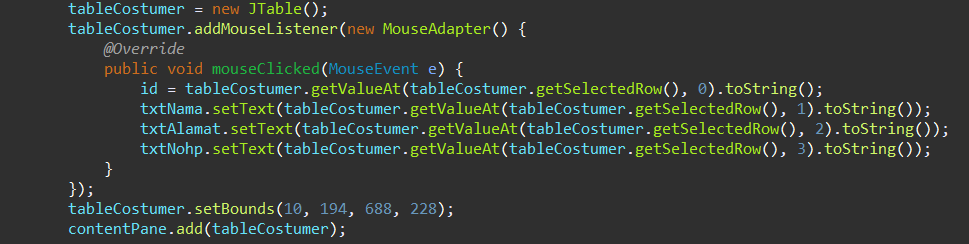 tableCostumer = new JTable();
tableCostumer.addMouseListener(new MouseAdapter() {
@Override
public void mouseClicked(MouseEvent e) {
id = tableCostumer.getValueAt(tableCostumer.getSelectedRow(), 0).toString();
txtNama.setText(tableCostumer.getValueAt(tableCostumer.getSelectedRow(), 1).toString());
txtAlamat.setText(tableCostumer.getValueAt(tableCostumer.getSelectedRow(), 2).toString());
txtNohp.setText(tableCostumer.getValueAt(tableCostumer.getSelectedRow(), 3).toString());
}
});
tableCostumer.setBounds(10, 194, 688, 228);
contentPane.add(tableCostumer);